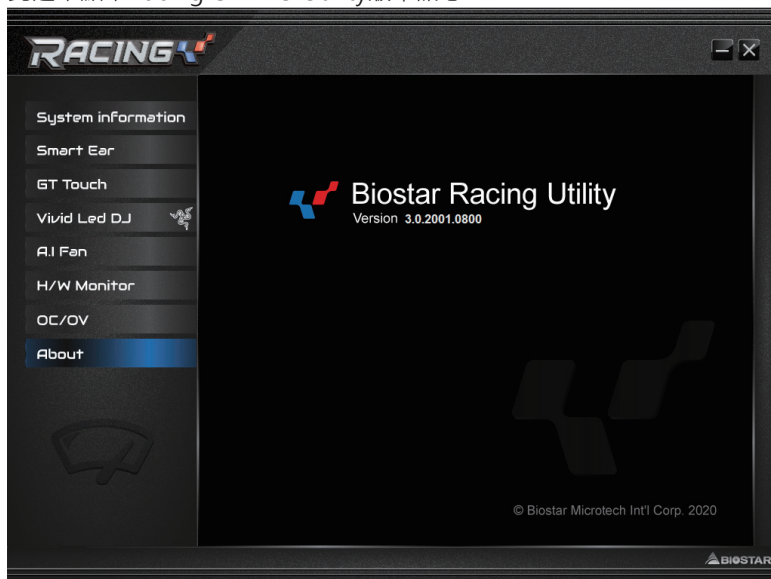 RACING
System information
Smart Ear
GT Touch
Vivid Led DJ
A.I Fan
H/W Monitor
OC/OV
About
Biostar Racing Utility
Version 3.0.2001.0800
© Biostar Microtech Int'l Corp. 2020
BIOSTAR